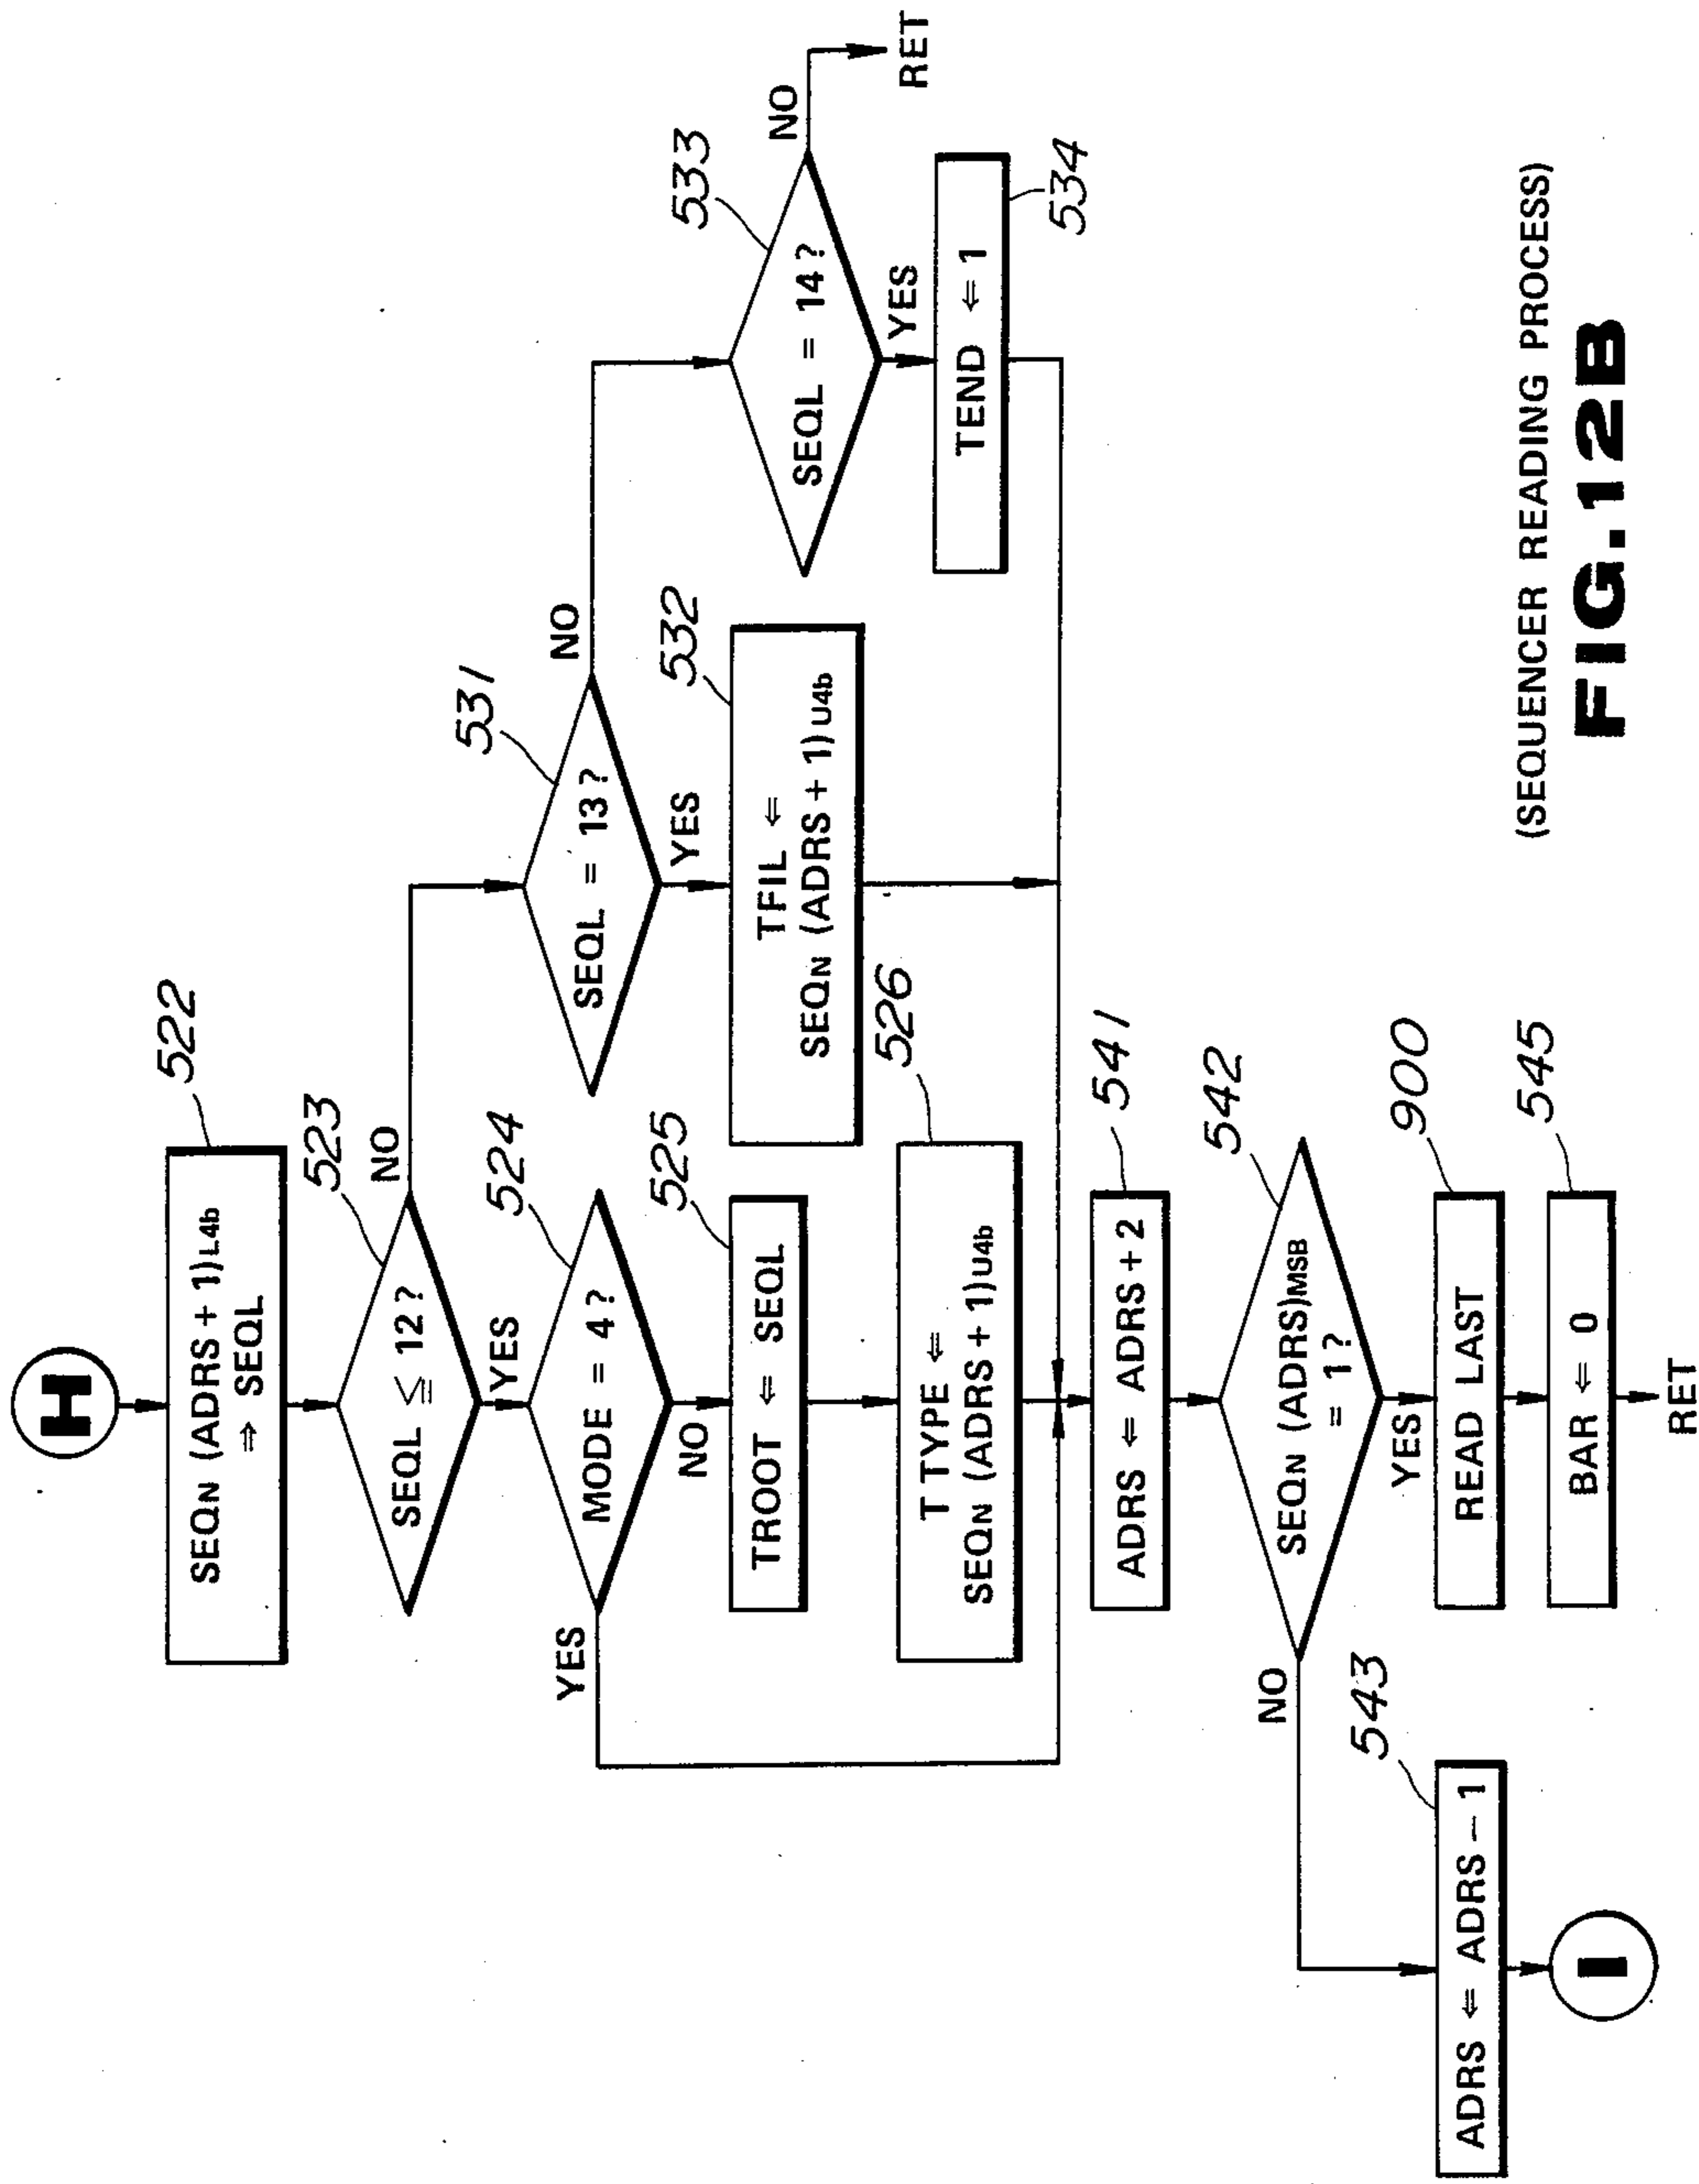 H
522
SEQN (ADRS + 1)L4b
⇒ SEQL
523
SEQL ≦ 12?
NO
YES
524
MODE = 4?
YES
NO
525
TROOT ⇐ SEQL
526
T TYPE ⇐
SEQN (ADRS + 1)U4b
531
SEQL = 13?
NO
YES
532
TFIL ⇐
SEQN (ADRS + 1)U4b
533
SEQL = 14?
NO
RET
YES
TEND ⇐ 1
534
541
ADRS ⇐ ADRS + 2
542
SEQN (ADRS)MSB
= 1?
NO
YES
543
ADRS ⇐ ADRS − 1
I
900
READ LAST
545
BAR ⇐ 0
RET
(SEQUENCER READING PROCESS)
FIG.12B